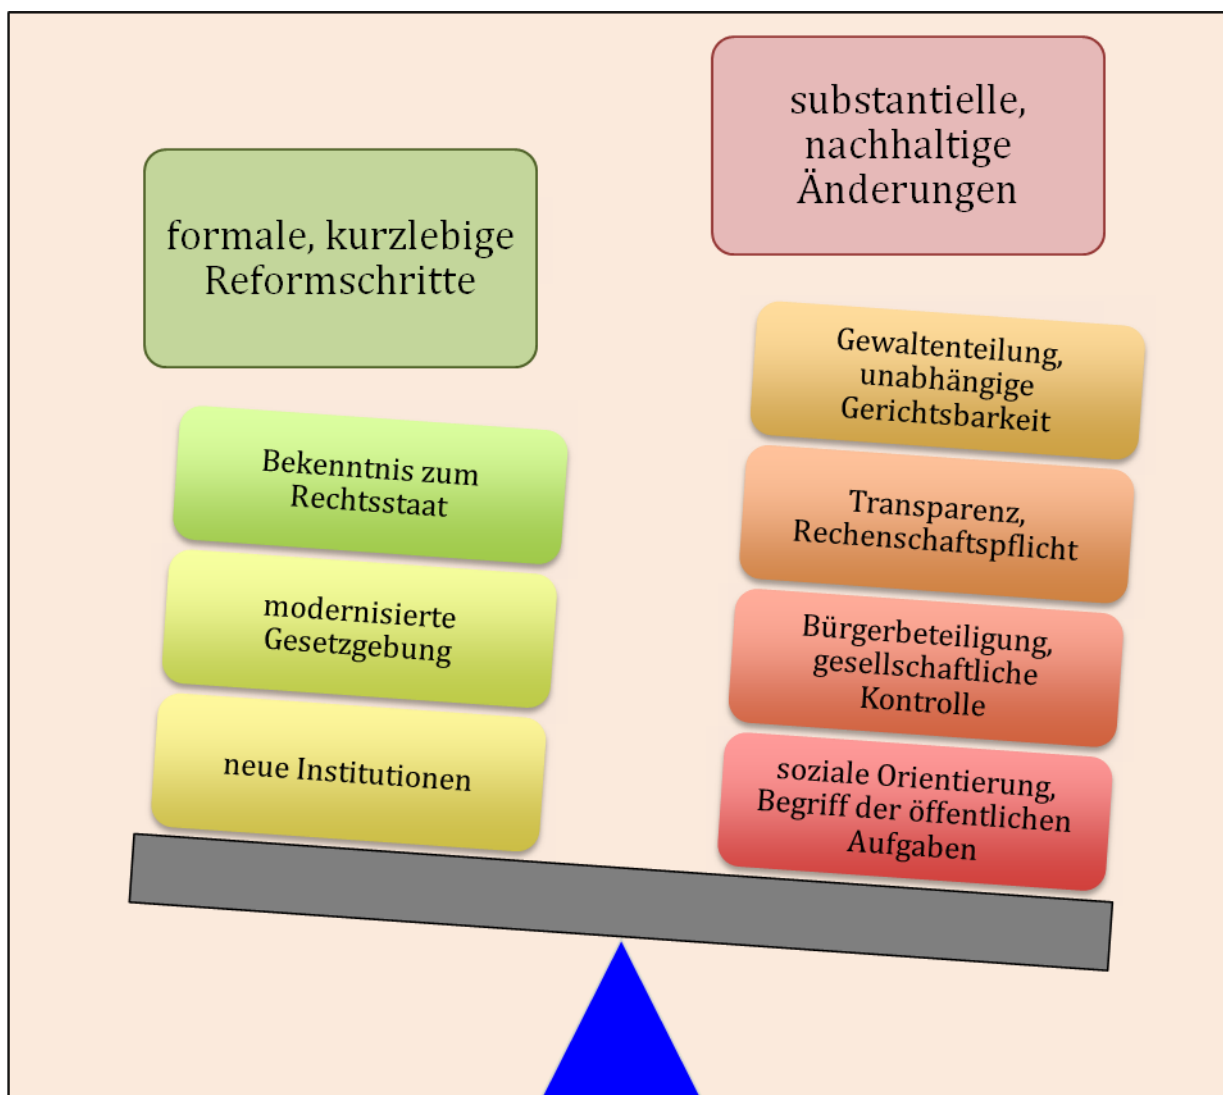 formale, kurzlebige
Reformschritte
Bekenntnis zum
Rechtsstaat
modernisierte
Gesetzgebung
neue Institutionen
substantielle,
nachhaltige
Änderungen
Gewaltenteilung,
unabhängige
Gerichtsbarkeit
Transparenz,
Rechenschaftspflicht
Bürgerbeteiligung,
gesellschaftliche
Kontrolle
soziale Orientierung,
Begriff der öffentlichen
Aufgaben